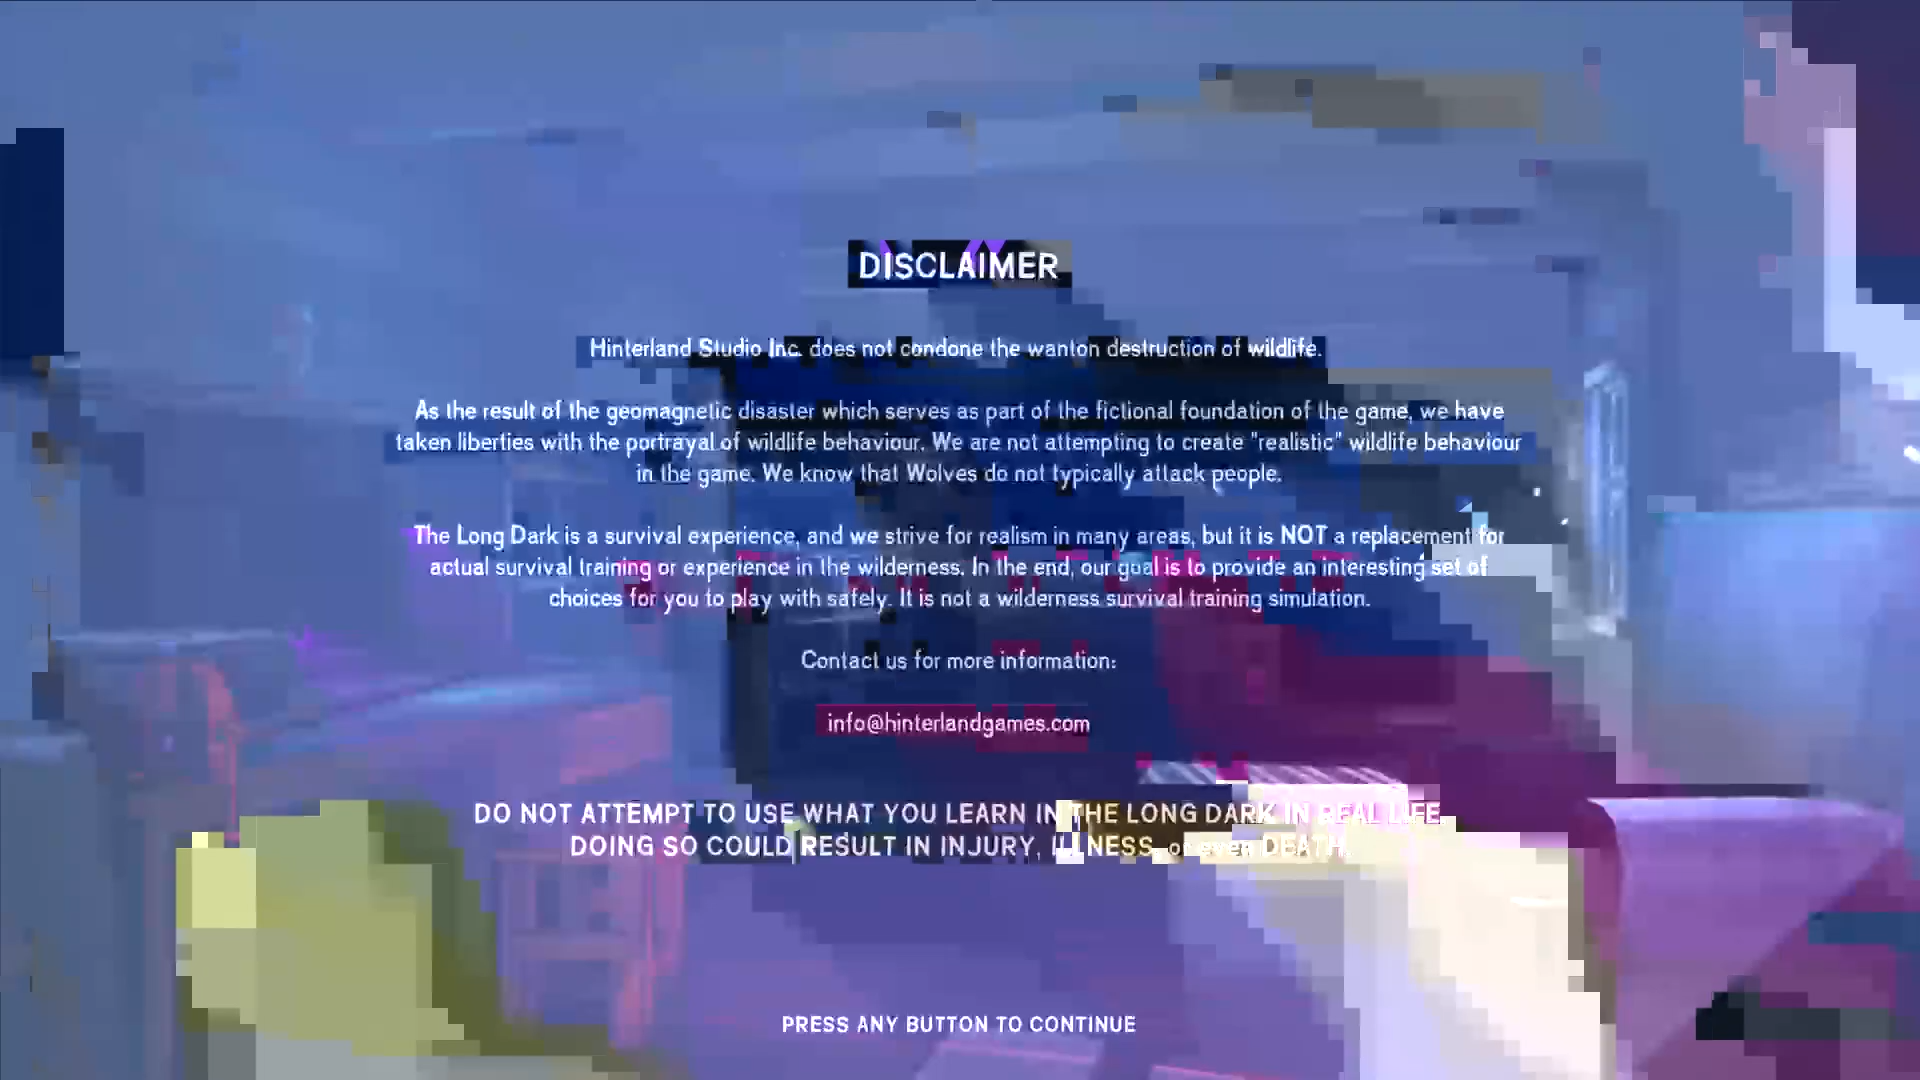 DISCLAIMER
Hinterland Studio Inc. does not condone the wanton destruction of wildlife.
As the result of the geomagnetic disaster which serves as part of the fictional foundation of the game, we have
taken liberties with the portrayal of wildlife behaviour. We are not attempting to create "realistic" wildlife behaviour
in the game. We know that Wolves do not typically attack people.
The Long Dark is a survival experience, and we strive for realism in many areas, but it is NOT a replacement for
actual survival training or experience in the wilderness. In the end, our goal is to provide an interesting set of
choices for you to play with safely. It is not a wilderness survival training simulation.
Contact us for more information:
info@hinterlandgames.com
DO NOT ATTEMPT TO USE WHAT YOU LEARN IN THE LONG DARK IN REAL LIFE.
DOING SO COULD RESULT IN INJURY, ILLNESS, or even DEATH.
PRESS ANY BUTTON TO CONTINUE